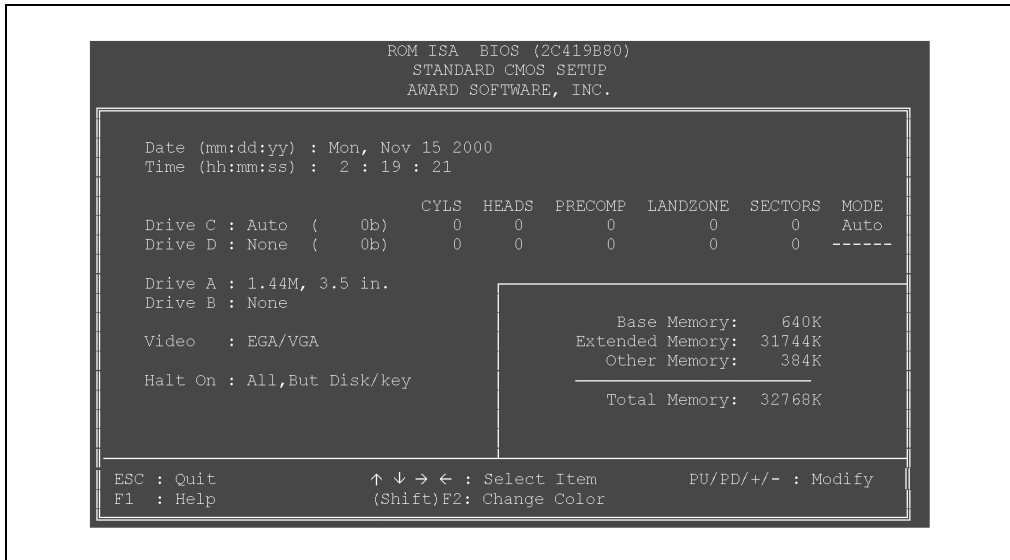 ROM ISA BIOS (2C419B80)
STANDARD CMOS SETUP
AWARD SOFTWARE, INC.
Date (mm:dd:yy) : Mon, Nov 15 2000
Time (hh:mm:ss) : 2 : 19 : 21
CYLS HEADS PRECOMP LANDZONE SECTORS MODE
Drive C : Auto ( 0b) 0 0 0 0 0 Auto
Drive D : None ( 0b) 0 0 0 0 0 ------
Drive A : 1.44M, 3.5 in.
Drive B : None
Video : EGA/VGA
Halt On : All,But Disk/key
Base Memory: 640K
Extended Memory: 31744K
Other Memory: 384K
Total Memory: 32768K
ESC : Quit ↑ ↓ → ← : Select Item PU/PD/+/- : Modify
F1 : Help (Shift)F2: Change Color